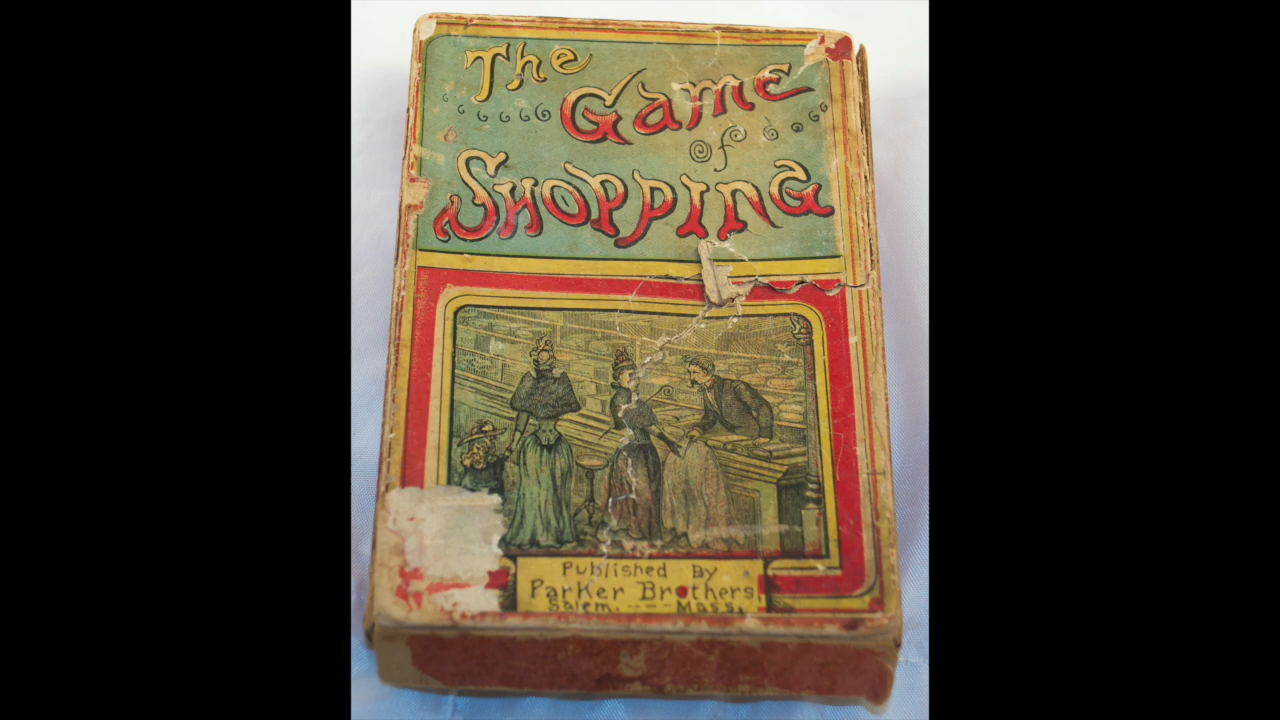 The
Game
of
SHOPPING
Published By
Parker Brothers,
Salem. --- Mass.